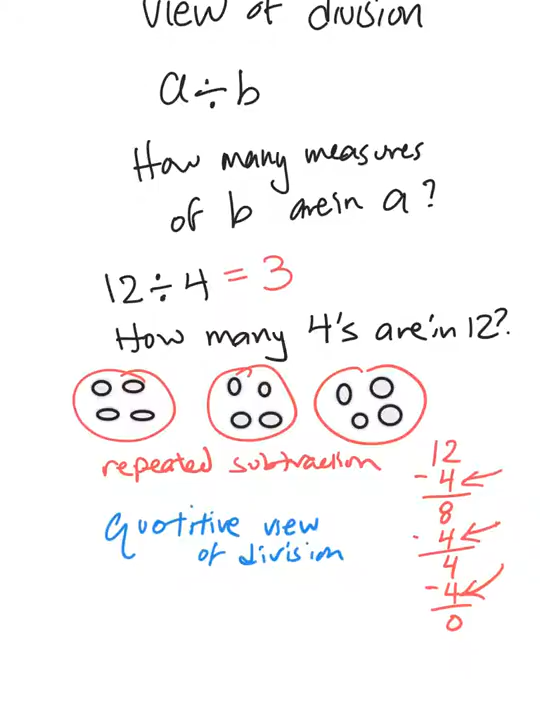 view of division
a÷b
How many measures
of b are in a?
12÷4 = 3
How many 4's are in 12?
repeated subtraction
quotitive view
of division
12
- 4
8
- 4
4
- 4
0